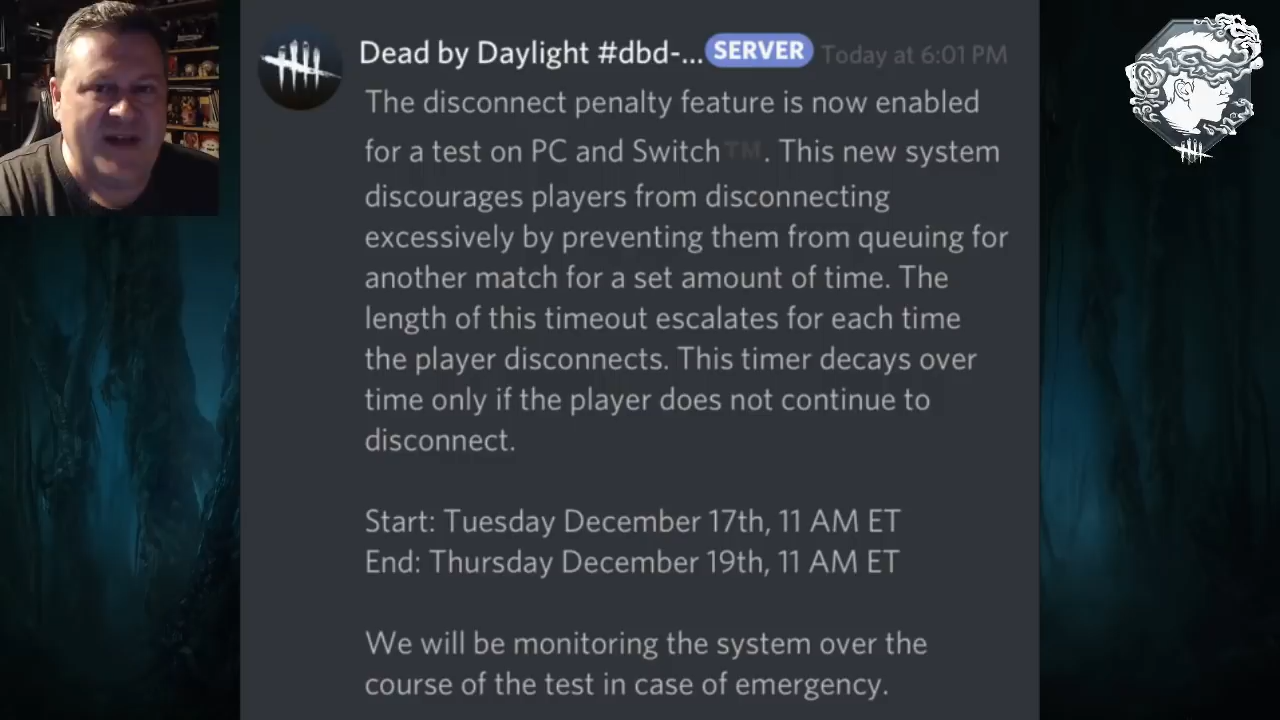 Dead by Daylight #dbd-... SERVER Today at 6:01 PM
The disconnect penalty feature is now enabled
for a test on PC and Switch™. This new system
discourages players from disconnecting
excessively by preventing them from queuing for
another match for a set amount of time. The
length of this timeout escalates for each time
the player disconnects. This timer decays over
time only if the player does not continue to
disconnect.
Start: Tuesday December 17th, 11 AM ET
End: Thursday December 19th, 11 AM ET
We will be monitoring the system over the
course of the test in case of emergency.